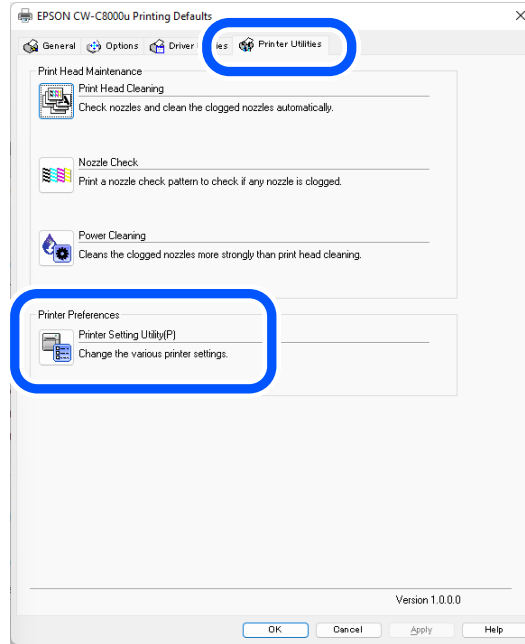 EPSON CW-C8000u Printing Defaults
General
Options
Driver
ies
Printer Utilities
Print Head Maintenance
Print Head Cleaning
Check nozzles and clean the clogged nozzles automatically.
Nozzle Check
Print a nozzle check pattern to check if any nozzle is clogged.
Power Cleaning
Cleans the clogged nozzles more strongly than print head cleaning.
Printer Preferences
Printer Setting Utility(P)
Change the various printer settings.
Version 1.0.0.0
OK
Cancel
Apply
Help